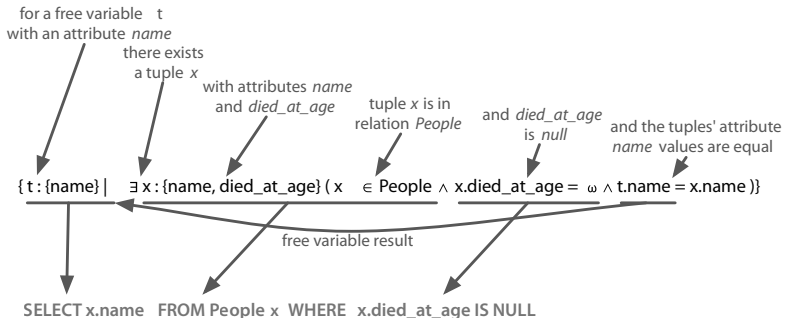 for a free variable t
with an attribute name
there exists
a tuple x
with attributes name
and died_at_age
tuple x is in
relation People
and died_at_age
is null
and the tuples' attribute
name values are equal
{ t : {name} | ∃ x : {name, died_at_age} ( x ∈ People ∧ x.died_at_age = ω ∧ t.name = x.name )}
free variable result
SELECT x.name FROM People x WHERE x.died_at_age IS NULL